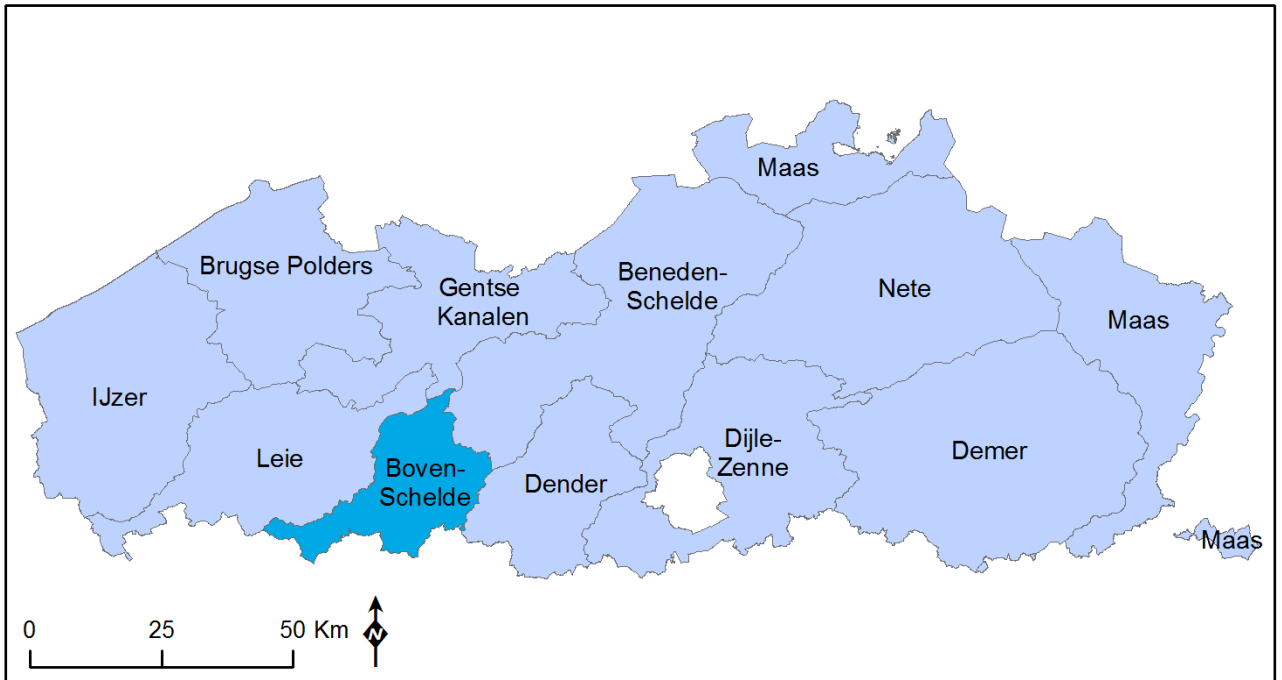 Maas
Brugse Polders
Gentse
Kanalen
Beneden-
Schelde
Nete
Maas
IJzer
Leie
Boven-
Schelde
Dender
Dijle-
Zenne
Demer
Maas
0 25 50 Km
N